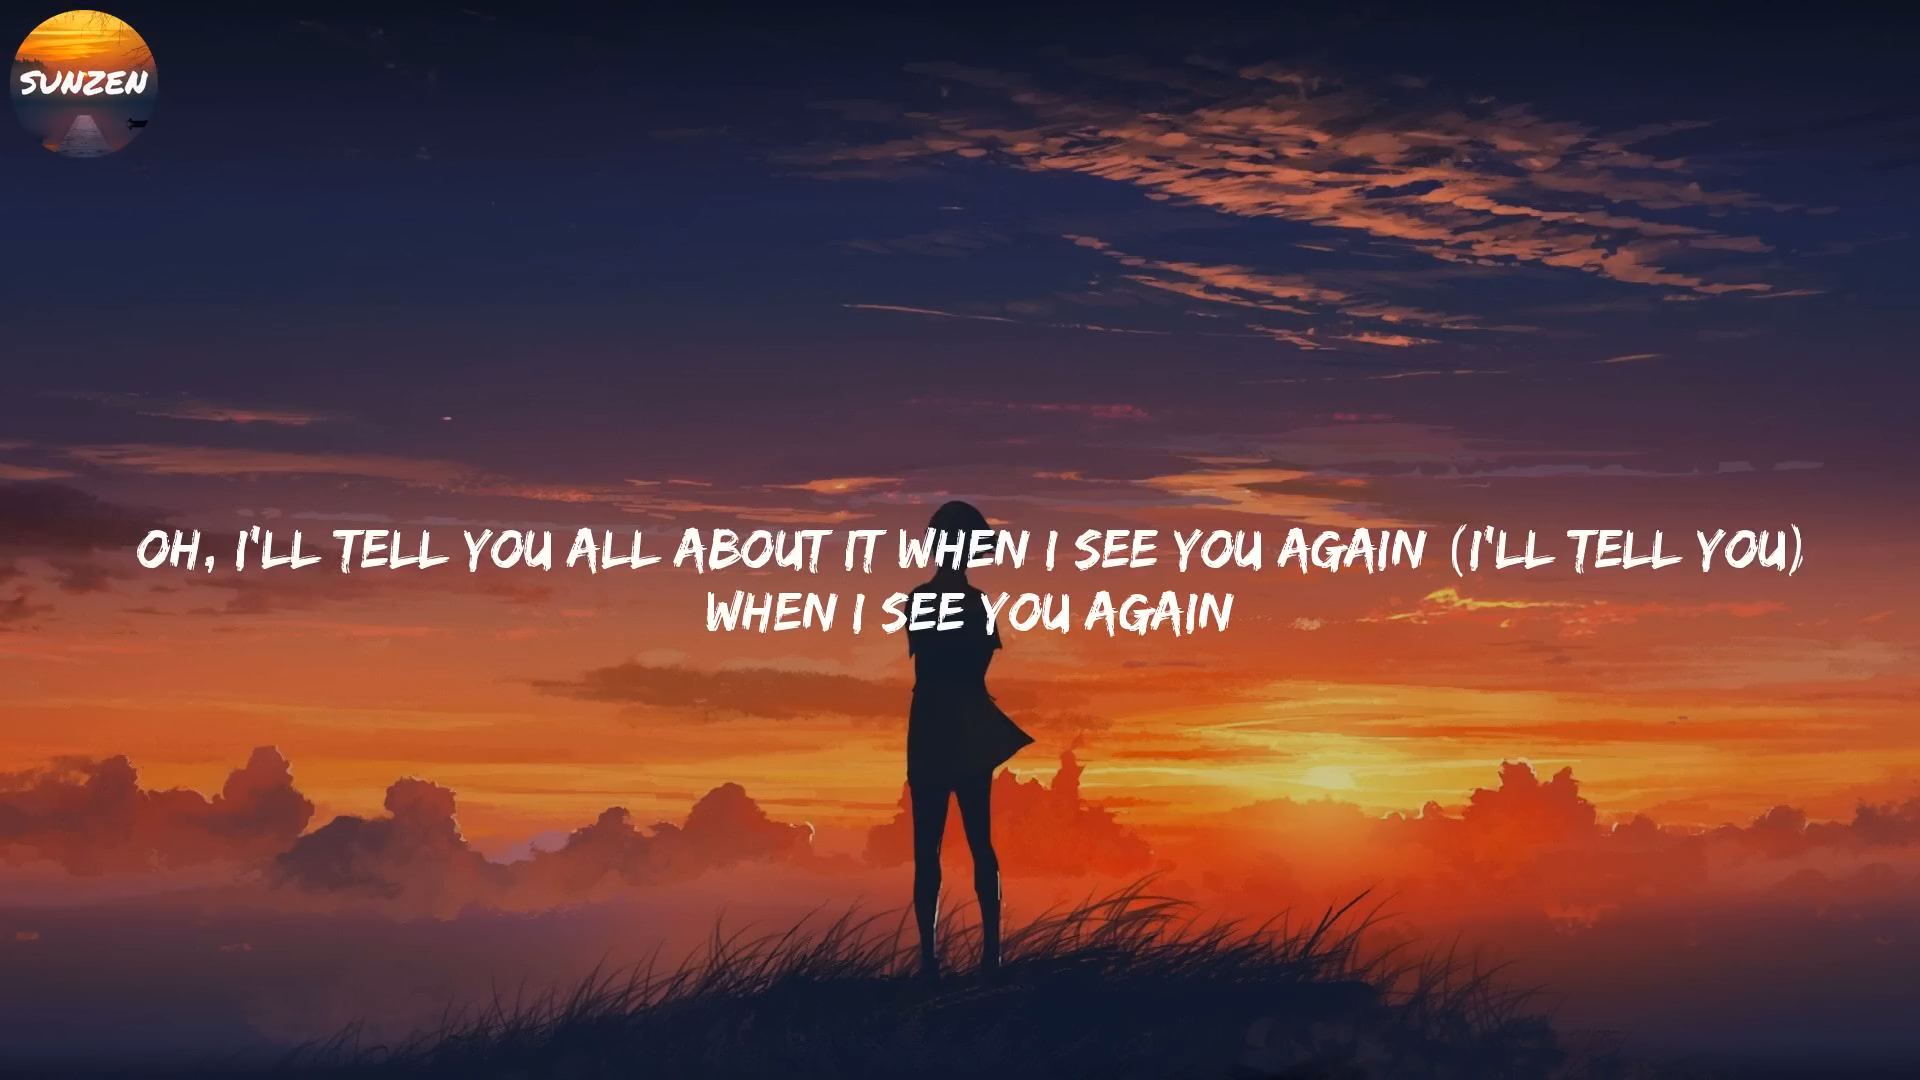 SUNZEN
OH, I'LL TELL YOU ALL ABOUT IT WHEN I SEE YOU AGAIN (I'LL TELL YOU)
WHEN I SEE YOU AGAIN